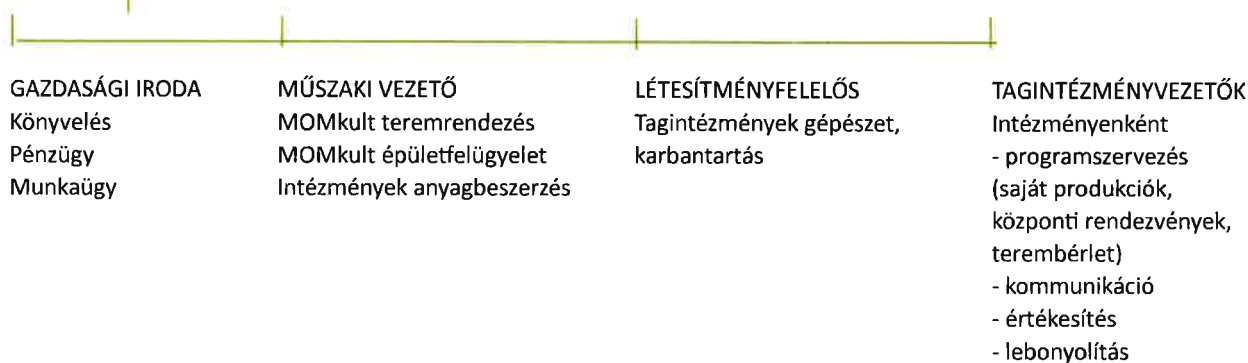 GAZDASÁGI IRODA
Könyvelés
Pénzügy
Munkaügy
MŰSZAKI VEZETŐ
MOMkult teremrendezés
MOMkult épületfelügyelet
Intézmények anyagbeszerzés
LÉTESÍTMÉNYFELELŐS
Tagintézmények gépészet,
karbantartás
TAGINTÉZMÉNYVEZETŐK
Intézményenként
- programszervezés
(saját produkciók,
központi rendezvények,
terembérlet)
- kommunikáció
- értékesítés
- lebonyolítás